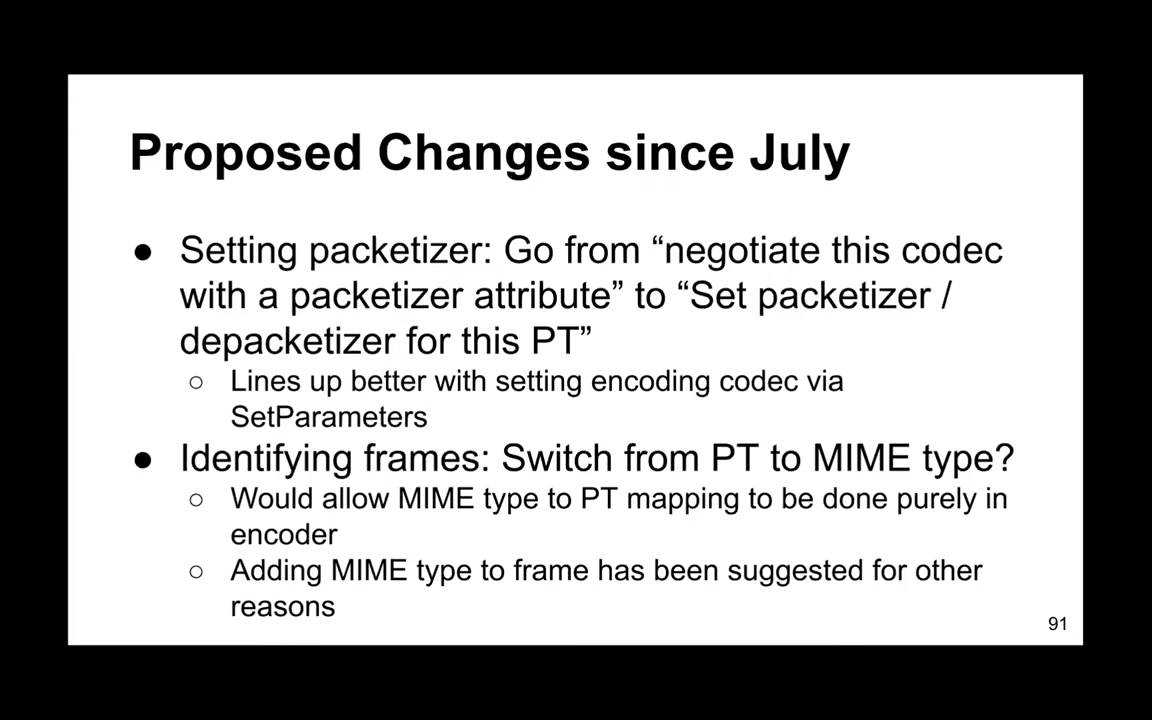 Proposed Changes since July
● Setting packetizer: Go from “negotiate this codec
with a packetizer attribute” to “Set packetizer /
depacketizer for this PT”
○ Lines up better with setting encoding codec via
SetParameters
● Identifying frames: Switch from PT to MIME type?
○ Would allow MIME type to PT mapping to be done purely in
encoder
○ Adding MIME type to frame has been suggested for other
reasons
91